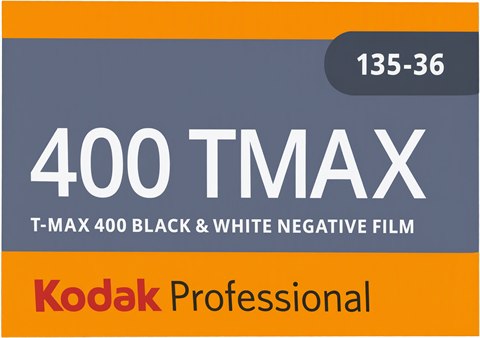 135-36
400 TMAX
T-MAX 400 BLACK & WHITE NEGATIVE FILM
Kodak Professional